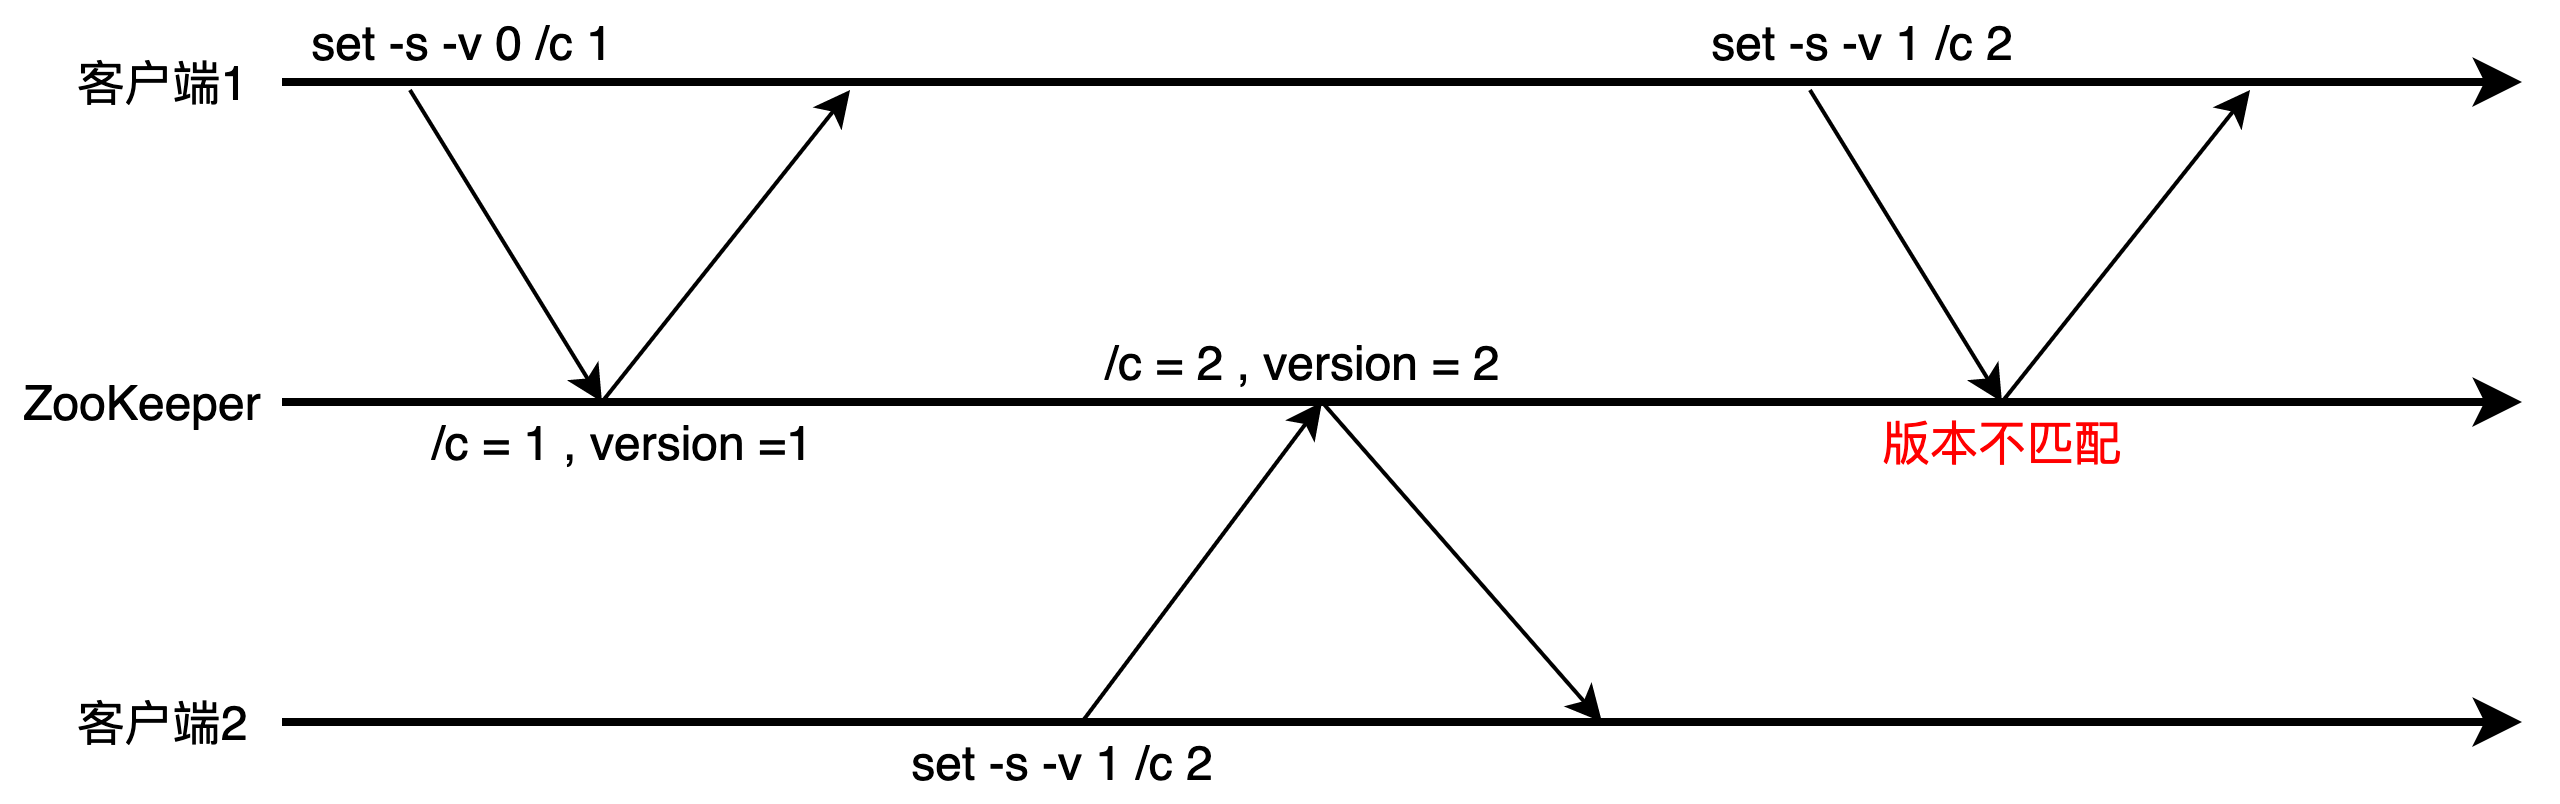 set -s -v 0 /c 1
set -s -v 1 /c 2
客户端1
/c = 2 , version = 2
ZooKeeper
/c = 1 , version =1
版本不匹配
客户端2
set -s -v 1 /c 2